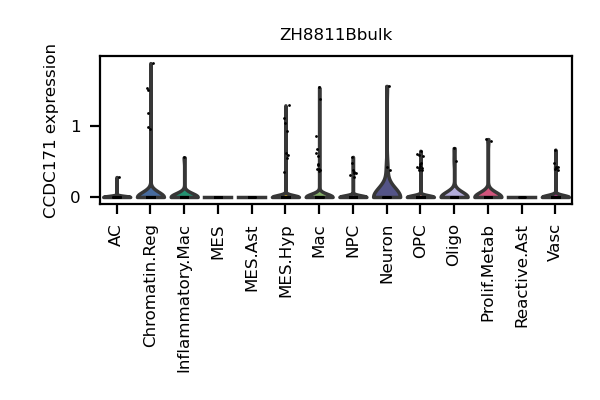 ZH8811Bbulk
CCDC171 expression
1
0
AC
Chromatin.Reg
Inflammatory.Mac
MES
MES.Ast
MES.Hyp
Mac
NPC
Neuron
OPC
Oligo
Prolif.Metab
Reactive.Ast
Vasc